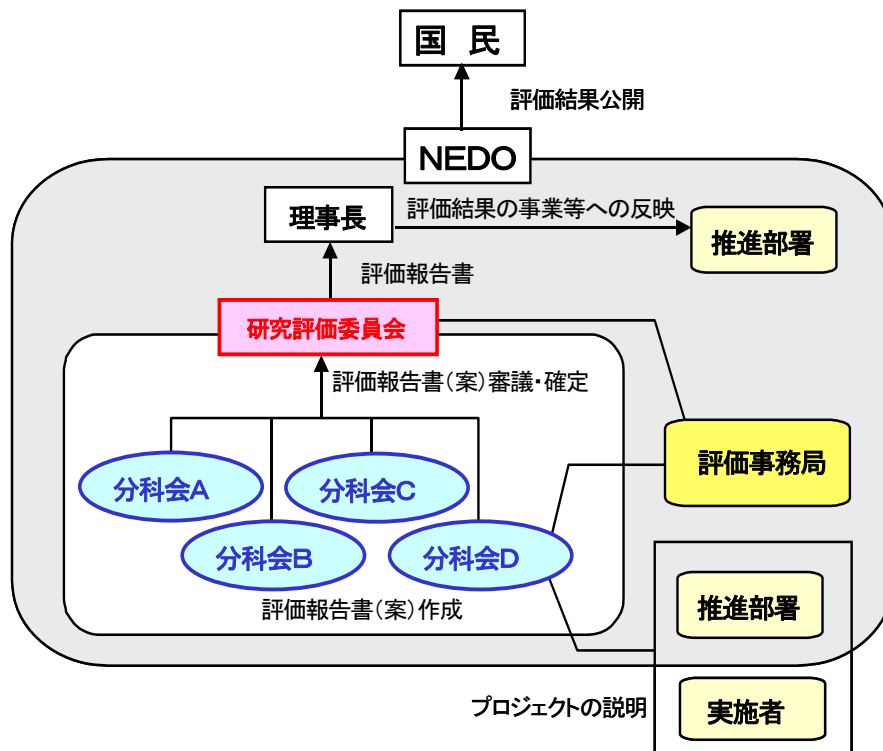 国 民
評価結果公開
NEDO
理事長
評価結果の事業等への反映
推進部署
評価報告書
研究評価委員会
評価報告書(案)審議・確定
分科会A
分科会C
評価事務局
分科会B
分科会D
評価報告書(案)作成
推進部署
プロジェクトの説明
実施者